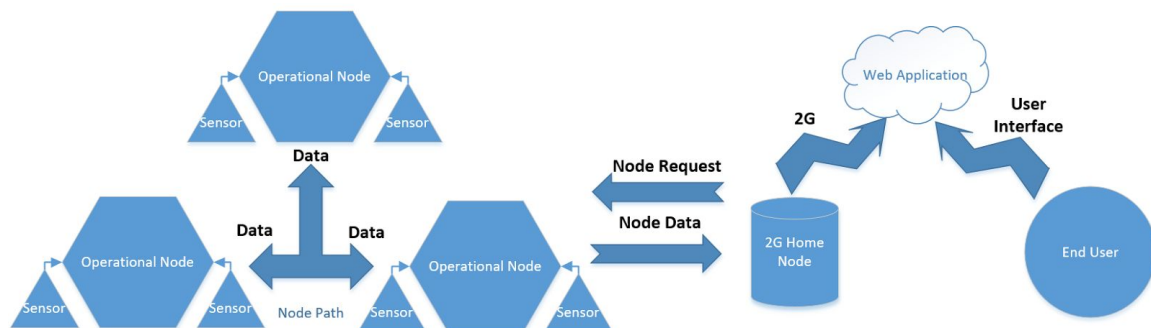 Operational Node
Sensor
Sensor
Data
Data
Data
Operational Node
Sensor
Sensor
Node Path
Operational Node
Sensor
Sensor
Node Request
Node Data
2G
Web Application
User
Interface
2G Home
Node
End User